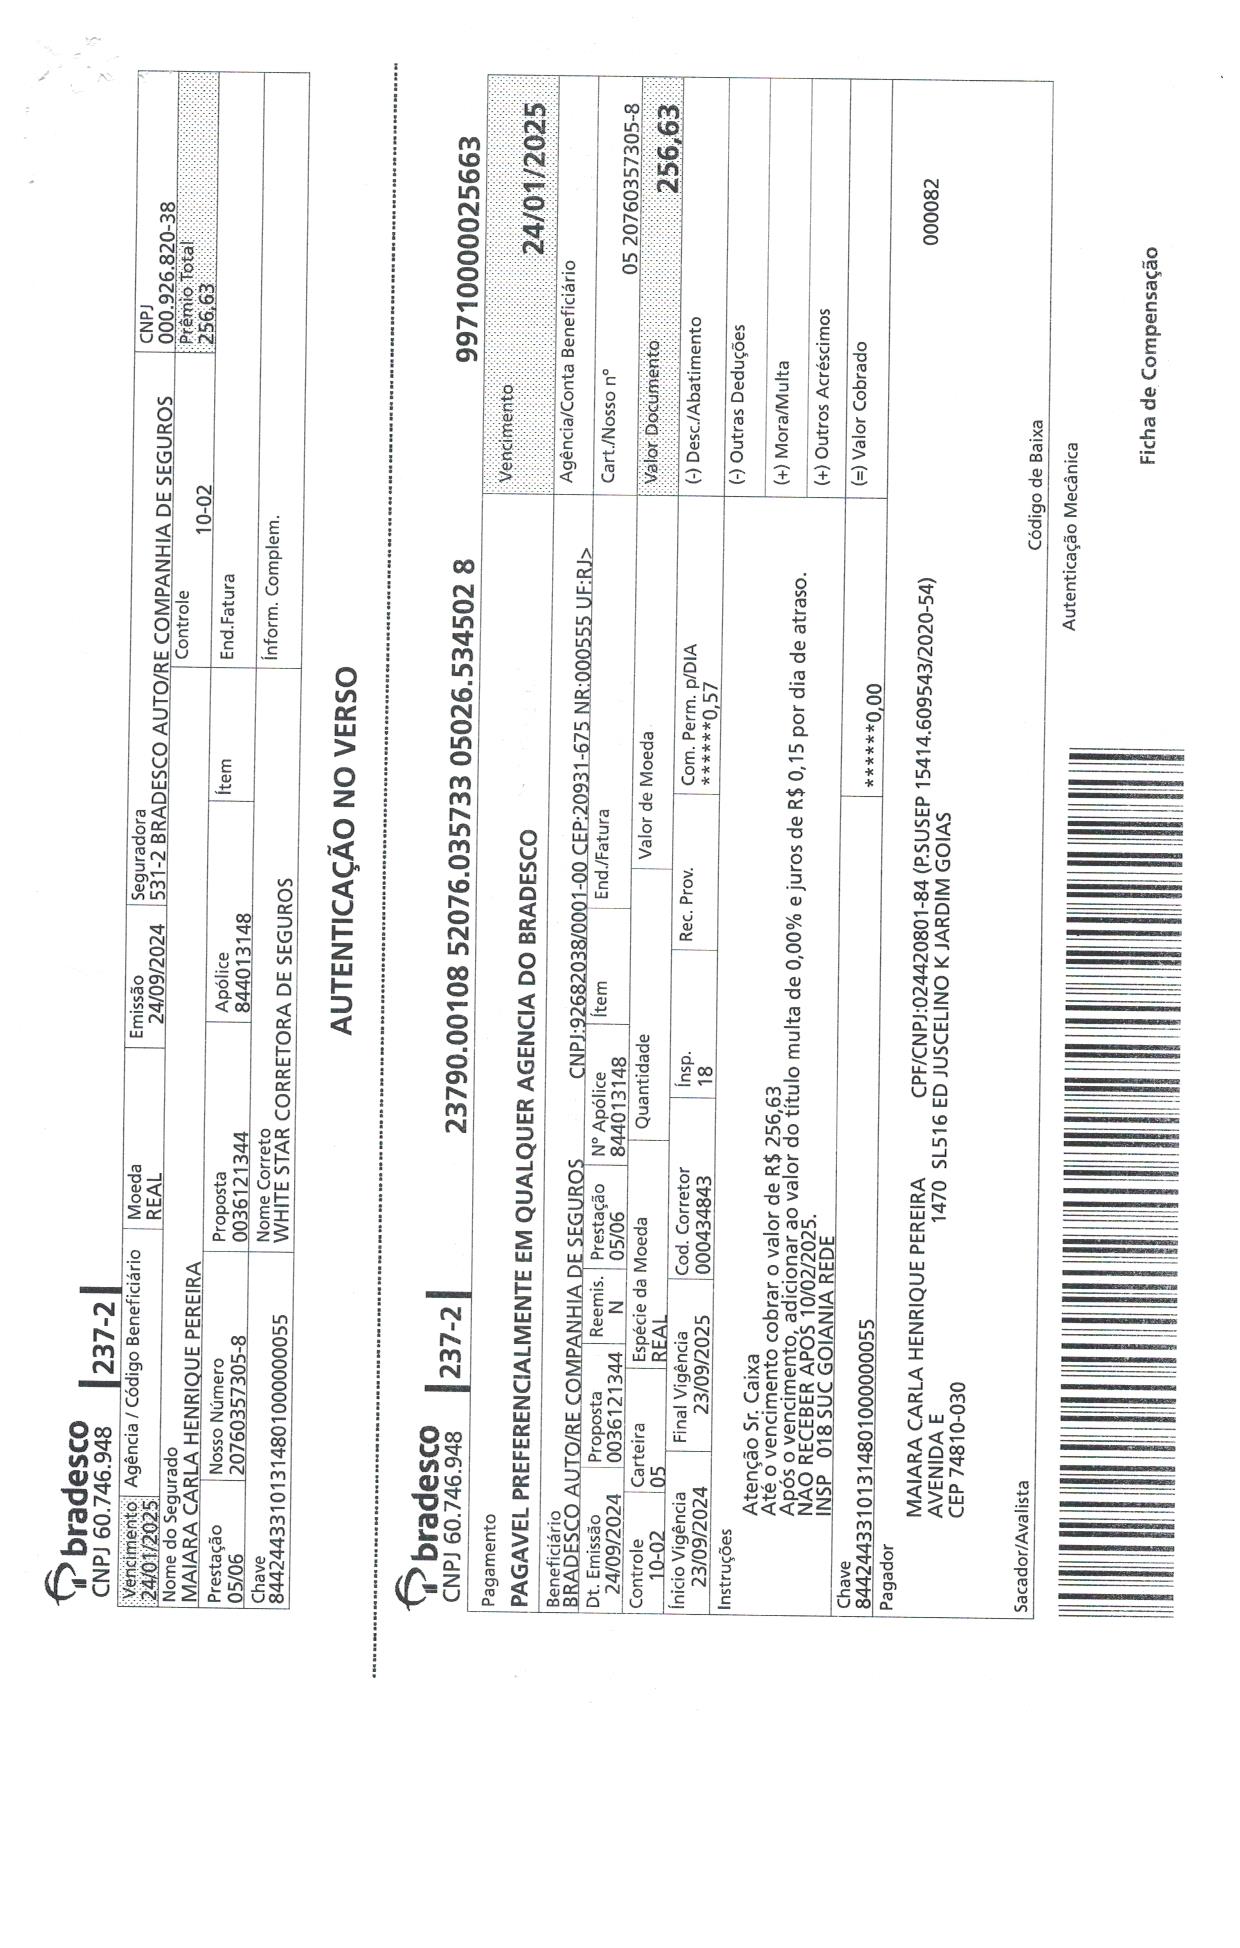 bradesco
CNPJ 60.746.948
237-2
Vencimento Agência / Código Beneficiário Moeda Emissão Seguradora CNPJ
24/01/2025 REAL 24/09/2024 531-2 BRADESCO AUTO/RE COMPANHIA DE SEGUROS 000.926.820-38
Nome do Segurado Controle Prêmio Total
MAIARA CARLA HENRIQUE PEREIRA 10-02 256,63
Prestação Nosso Número Proposta Apólice Ítem End.Fatura
05/06 20760357305-8 0036121344 844013148
Chave Nome Correto Ínform. Complem.
8442443310131480100000055 WHITE STAR CORRETORA DE SEGUROS
AUTENTICAÇÃO NO VERSO
bradesco
CNPJ 60.746.948
237-2
23790.00108 52076.035733 05026.534502 8 99710000025663
Pagamento Vencimento
PAGAVEL PREFERENCIALMENTE EM QUALQUER AGENCIA DO BRADESCO 24/01/2025
Beneficiário Agência/Conta Beneficiário
BRADESCO AUTO/RE COMPANHIA DE SEGUROS CNPJ:92682038/0001-00 CEP:20931-675 NR:000555 UF:RJ>
Dt. Emissão Proposta Reemis. Prestação N° Apólice Ítem End./Fatura Cart./Nosso n°
24/09/2024 0036121344 N 05/06 844013148 05 20760357305-8
Controle Carteira Espécie da Moeda Quantidade Valor de Moeda Valor Documento
10-02 05 REAL 256,63
Início Vigência Final Vigência Cod. Corretor Ínsp. Rec. Prov. Com. Perm. p/DIA (-) Desc./Abatimento
23/09/2024 23/09/2025 000434843 18 ******0,57
Instruções (-) Outras Deduções
Atenção Sr. Caixa
Até o vencimento cobrar o valor de R$ 256,63 (+) Mora/Multa
Após o vencimento, adicionar ao valor do título multa de 0,00% e juros de R$ 0,15 por dia de atraso.
NAO RECEBER APOS 10/02/2025. (+) Outros Acréscimos
INSP 018 SUC GOIANIA REDE
Chave (=) Valor Cobrado
8442443310131480100000055 ******0,00
Pagador
MAIARA CARLA HENRIQUE PEREIRA CPF/CNPJ:024420801-84 (P.SUSEP 15414.609543/2020-54) 000082
AVENIDA E 1470 SL516 ED JUSCELINO K JARDIM GOIAS
CEP 74810-030
Sacador/Avalista Código de Baixa
Autenticação Mecânica
Ficha de Compensação